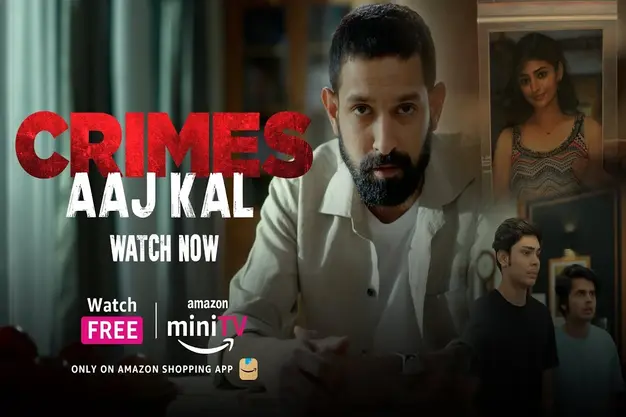 CRIMES
AAJ KAL
WATCH NOW
Watch
FREE
amazon
miniTV
ONLY ON AMAZON SHOPPING APP